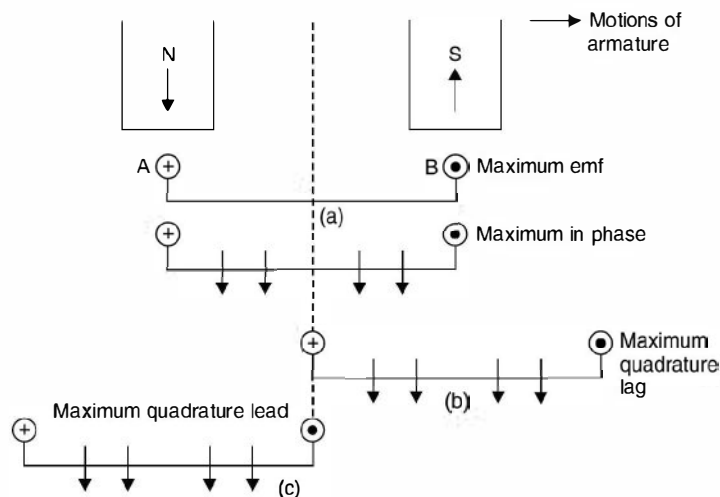 N
S
Motions of
armature
A
B
Maximum emf
(a)
Maximum in phase
Maximum
quadrature
lag
(b)
Maximum quadrature lead
(c)